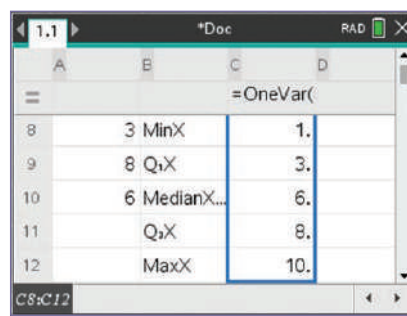 1.1 *Doc RAD
A B C D
= =OneVar(
8 3 MinX 1.
9 8 Q₁X 3.
10 6 MedianX... 6.
11 Q₃X 8.
12 MaxX 10.
C8:C12